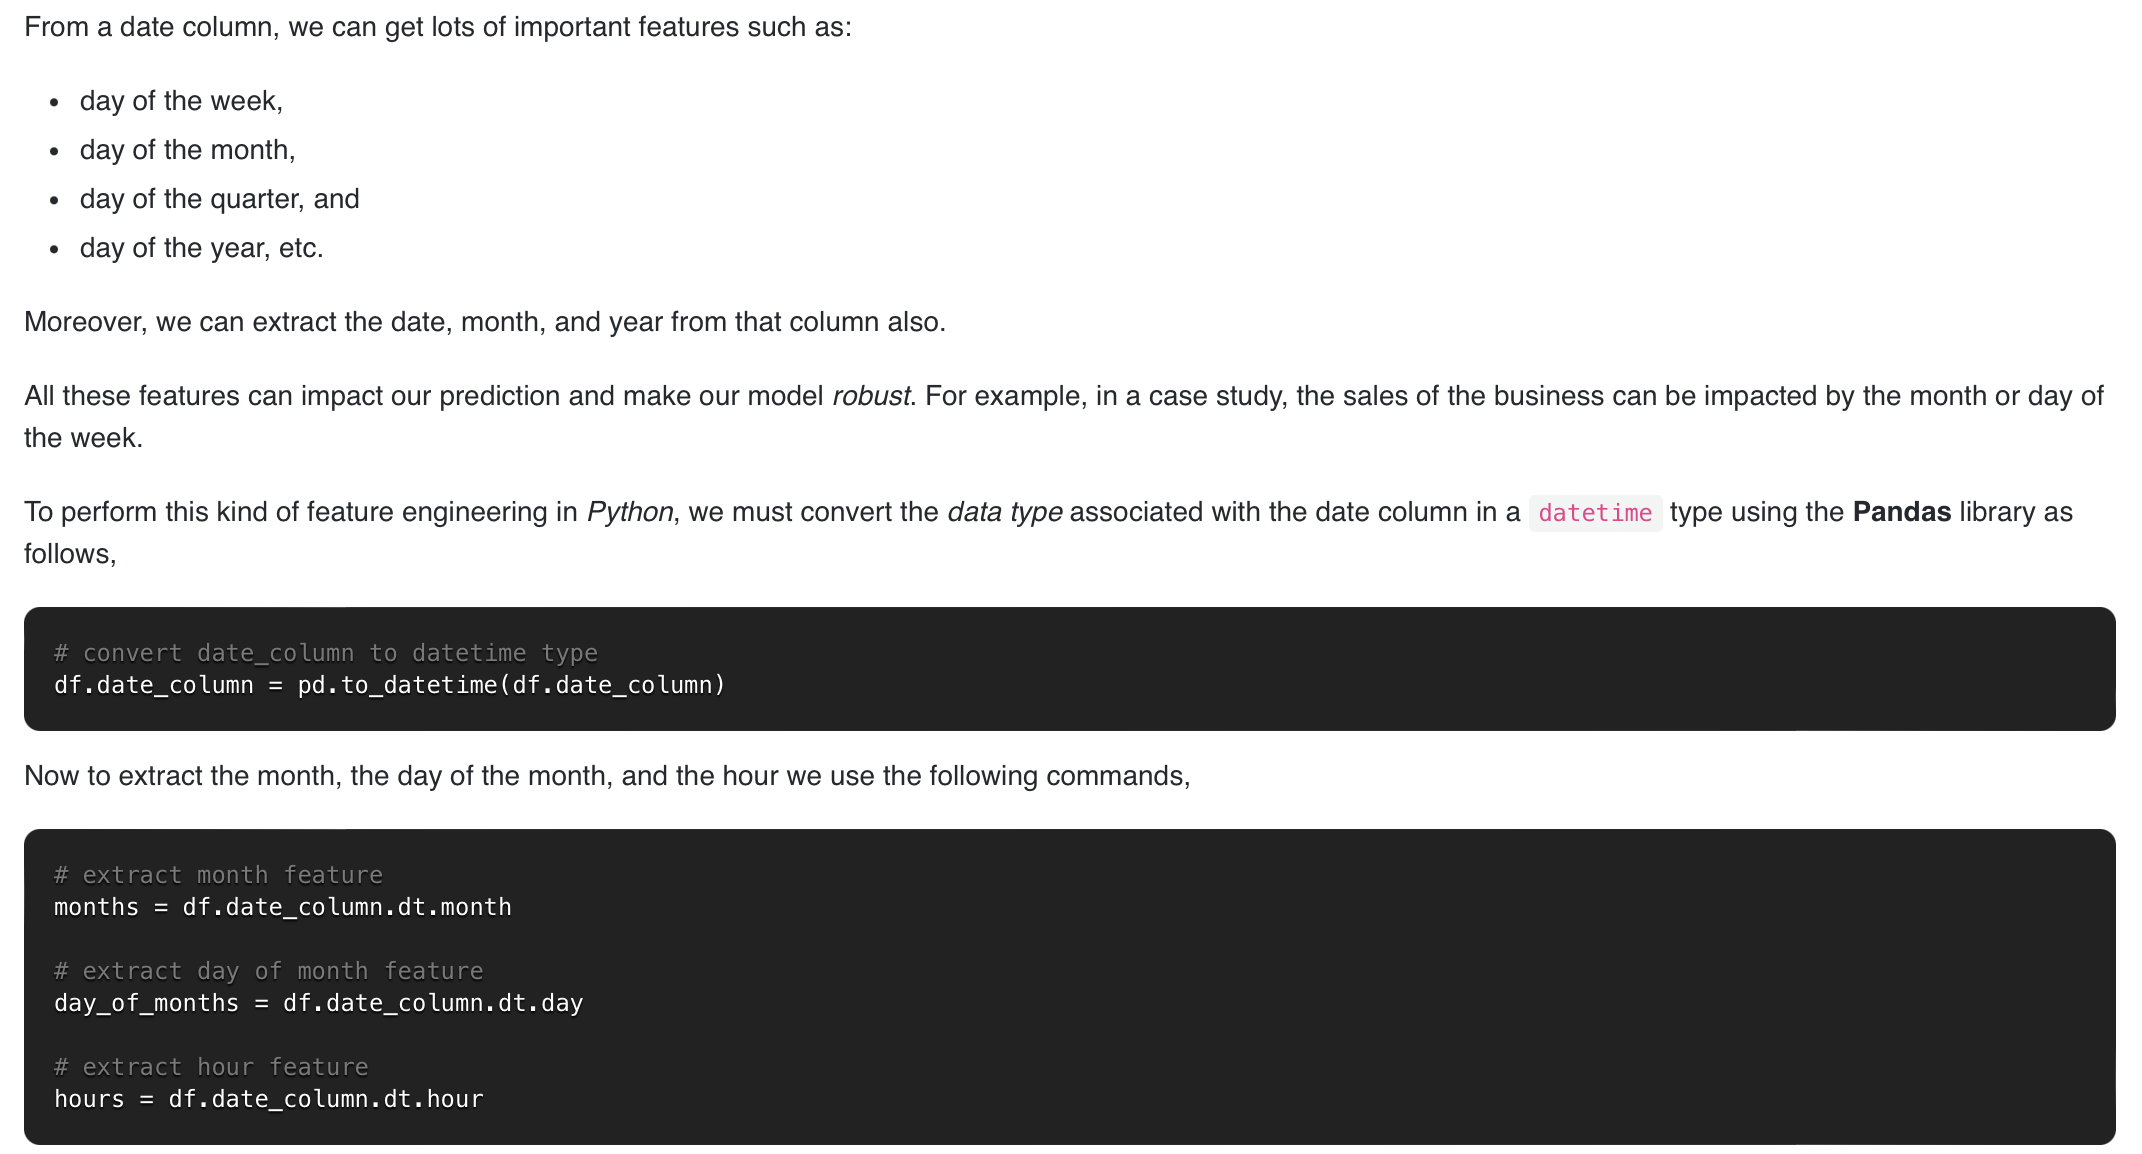 From a date column, we can get lots of important features such as:
• day of the week,
• day of the month,
• day of the quarter, and
• day of the year, etc.
Moreover, we can extract the date, month, and year from that column also.
All these features can impact our prediction and make our model robust. For example, in a case study, the sales of the business can be impacted by the month or day of
the week.
To perform this kind of feature engineering in Python, we must convert the data type associated with the date column in a datetime type using the Pandas library as
follows,
# convert date_column to datetime type
df.date_column = pd.to_datetime(df.date_column)
Now to extract the month, the day of the month, and the hour we use the following commands,
# extract month feature
months = df.date_column.dt.month
# extract day of month feature
day_of_months = df.date_column.dt.day
# extract hour feature
hours = df.date_column.dt.hour